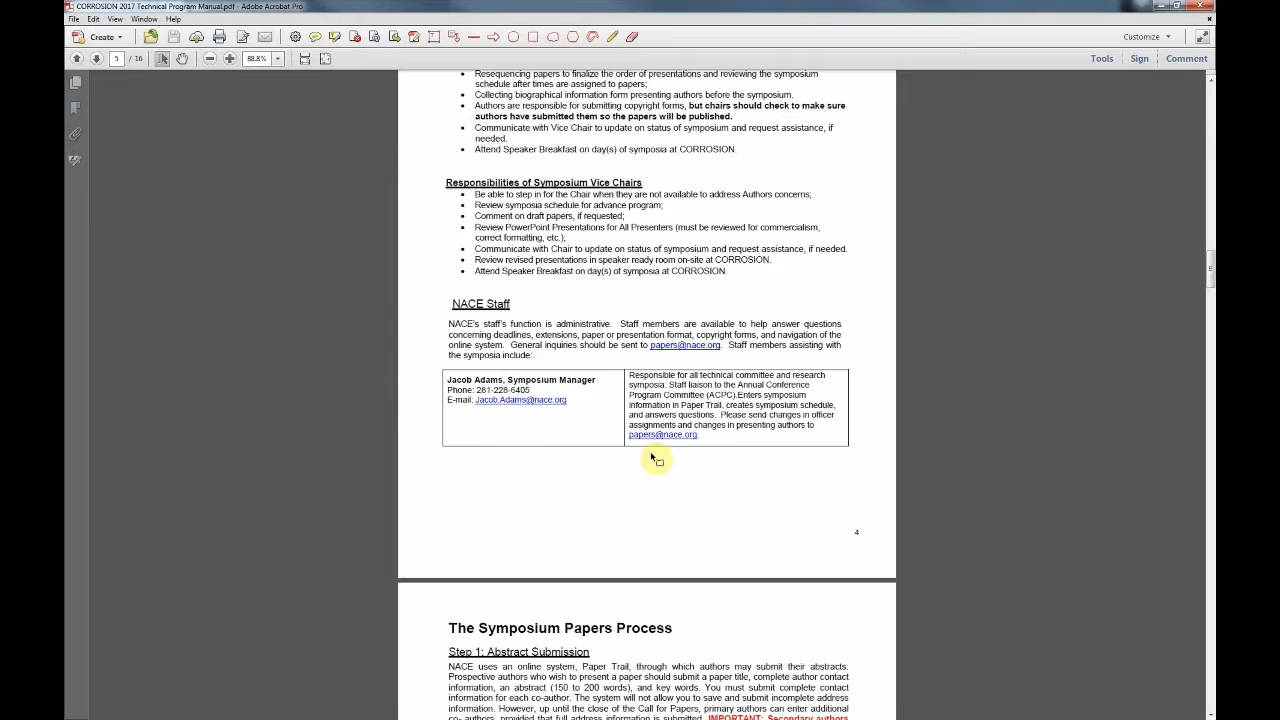 CORROSION 2017 Technical Program Manual.pdf - Adobe Acrobat Pro
File Edit View Window Help
Create
Customize
5 / 16
88.8%
Tools Sign Comment
• Resequencing papers to finalize the order of presentations and reviewing the symposium
schedule after times are assigned to papers;
• Collecting biographical information form presenting authors before the symposium.
• Authors are responsible for submitting copyright forms, but chairs should check to make sure
authors have submitted them so the papers will be published.
• Communicate with Vice Chair to update on status of symposium and request assistance, if
needed.
• Attend Speaker Breakfast on day(s) of symposia at CORROSION.
Responsibilities of Symposium Vice Chairs
• Be able to step in for the Chair when they are not available to address Authors concerns;
• Review symposia schedule for advance program;
• Comment on draft papers, if requested;
• Review PowerPoint Presentations for All Presenters (must be reviewed for commercialism,
correct formatting, etc.);
• Communicate with Chair to update on status of symposium and request assistance, if needed.
• Review revised presentations in speaker ready room on-site at CORROSION.
• Attend Speaker Breakfast on day(s) of symposia at CORROSION.
NACE Staff
NACE's staff's function is administrative. Staff members are available to help answer questions
concerning deadlines, extensions, paper or presentation format, copyright forms, and navigation of the
online system. General inquiries should be sent to papers@nace.org. Staff members assisting with
the symposia include:
Jacob Adams, Symposium Manager
Phone: 281-228-6405
E-mail: Jacob.Adams@nace.org
Responsible for all technical committee and research
symposia. Staff liaison to the Annual Conference
Program Committee (ACPC).Enters symposium
information in Paper Trail, creates symposium schedule,
and answers questions. Please send changes in officer
assignments and changes in presenting authors to
papers@nace.org.
4
The Symposium Papers Process
Step 1: Abstract Submission
NACE uses an online system, Paper Trail, through which authors may submit their abstracts.
Prospective authors who wish to present a paper should submit a paper title, complete author contact
information, an abstract (150 to 200 words), and key words. You must submit complete contact
information for each co-author. The system will not allow you to save and submit incomplete address
information. However, up until the close of the Call for Papers, primary authors can enter additional
co- authors, provided that full address information is submitted. IMPORTANT: Secondary authors